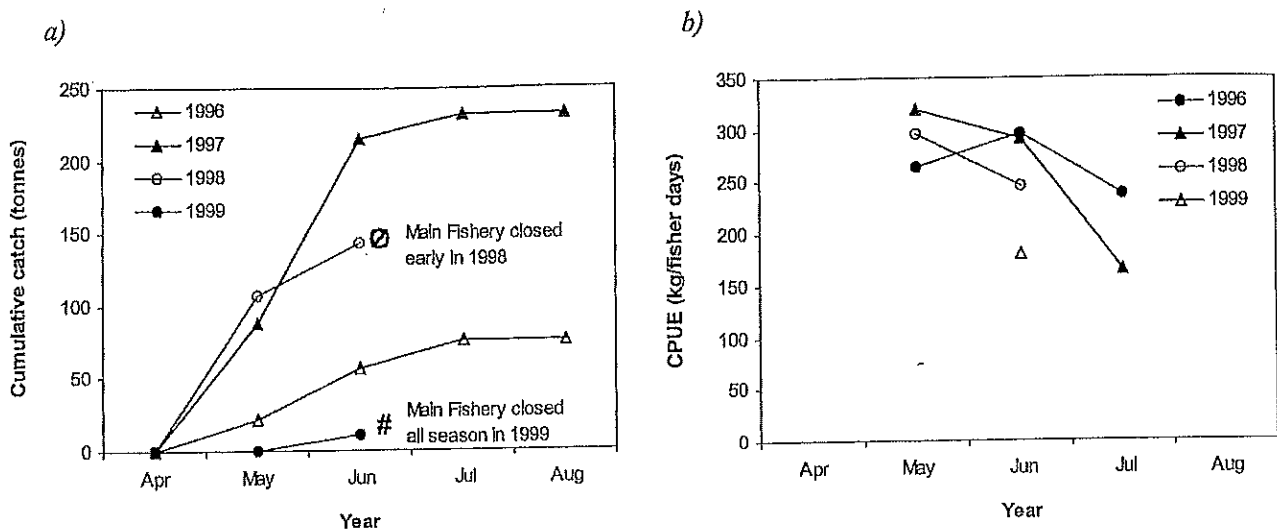 a)
Cumulative catch (tonnes)
250
200
150
100
50
0
1996
1997
1998
1999
Ø Main Fishery closed
early in 1998
# Main Fishery closed
all season in 1999
Apr May Jun Jul Aug
Year
b)
CPUE (kg/fisher days)
350
300
250
200
150
100
50
0
1996
1997
1998
1999
Apr May Jun Jul Aug
Year